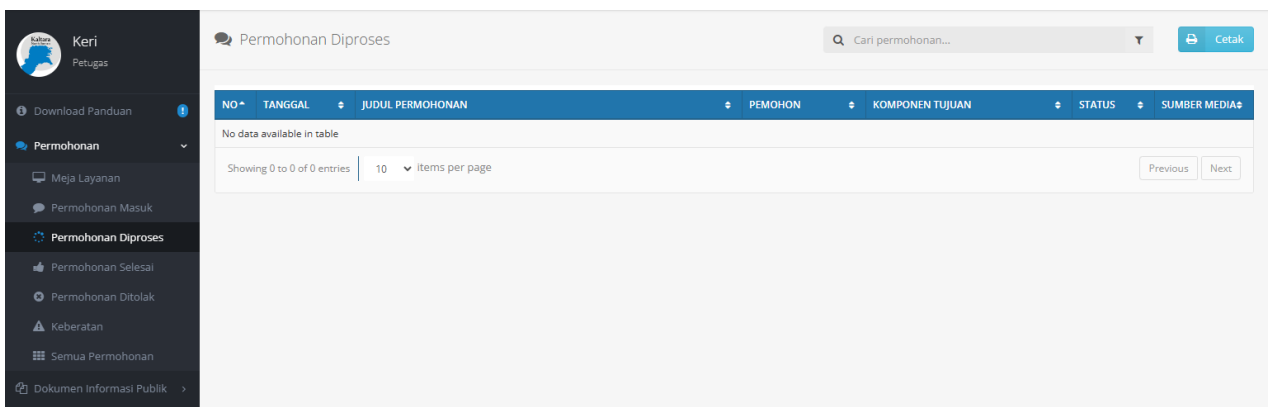 Kaltara
Keri
Petugas
Download Panduan
Permohonan
Meja Layanan
Permohonan Masuk
Permohonan Diproses
Permohonan Selesai
Permohonan Ditolak
Keberatan
Semua Permohonan
Dokumen Informasi Publik
Permohonan Diproses
Cari permohonan...
Cetak
NO TANGGAL JUDUL PERMOHONAN PEMOHON KOMPONEN TUJUAN STATUS SUMBER MEDIA
No data available in table
Showing 0 to 0 of 0 entries 10 items per page
Previous Next